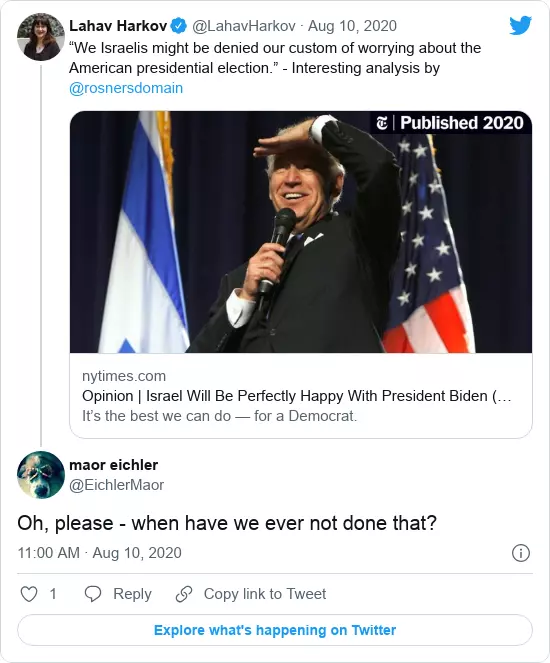 Lahav Harkov @LahavHarkov · Aug 10, 2020
“We Israelis might be denied our custom of worrying about the
American presidential election.” - Interesting analysis by
@rosnersdomain
Published 2020
nytimes.com
Opinion | Israel Will Be Perfectly Happy With President Biden (...
It’s the best we can do — for a Democrat.
maor eichler
@EichlerMaor
Oh, please - when have we ever not done that?
11:00 AM · Aug 10, 2020
1 Reply Copy link to Tweet
Explore what's happening on Twitter